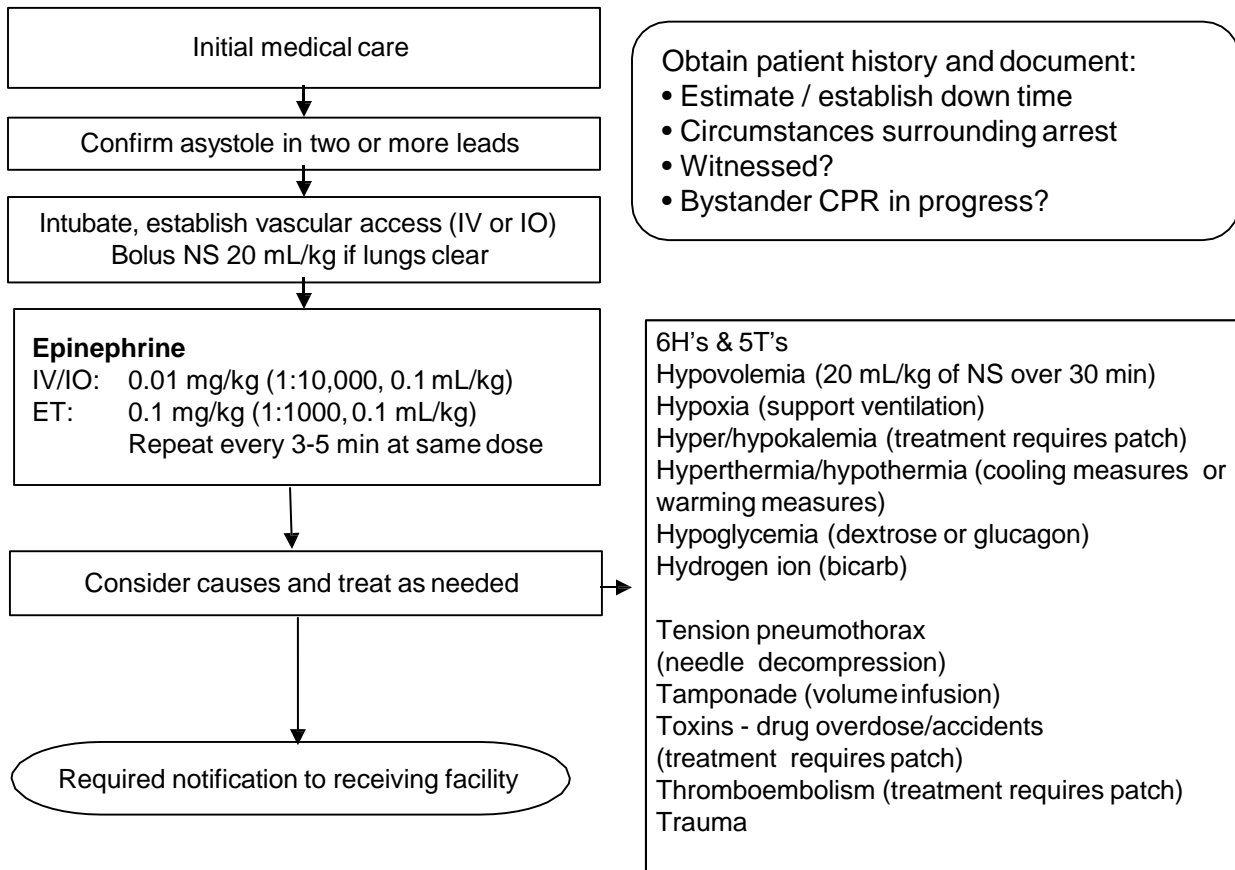 Initial medical care
Confirm asystole in two or more leads
Intubate, establish vascular access (IV or IO)
Bolus NS 20 mL/kg if lungs clear
Epinephrine
IV/IO: 0.01 mg/kg (1:10,000, 0.1 mL/kg)
ET: 0.1 mg/kg (1:1000, 0.1 mL/kg)
Repeat every 3-5 min at same dose
Consider causes and treat as needed
Required notification to receiving facility
Obtain patient history and document:
• Estimate / establish down time
• Circumstances surrounding arrest
• Witnessed?
• Bystander CPR in progress?
6H's & 5T's
Hypovolemia (20 mL/kg of NS over 30 min)
Hypoxia (support ventilation)
Hyper/hypokalemia (treatment requires patch)
Hyperthermia/hypothermia (cooling measures or
warming measures)
Hypoglycemia (dextrose or glucagon)
Hydrogen ion (bicarb)
Tension pneumothorax
(needle decompression)
Tamponade (volume infusion)
Toxins - drug overdose/accidents
(treatment requires patch)
Thromboembolism (treatment requires patch)
Trauma